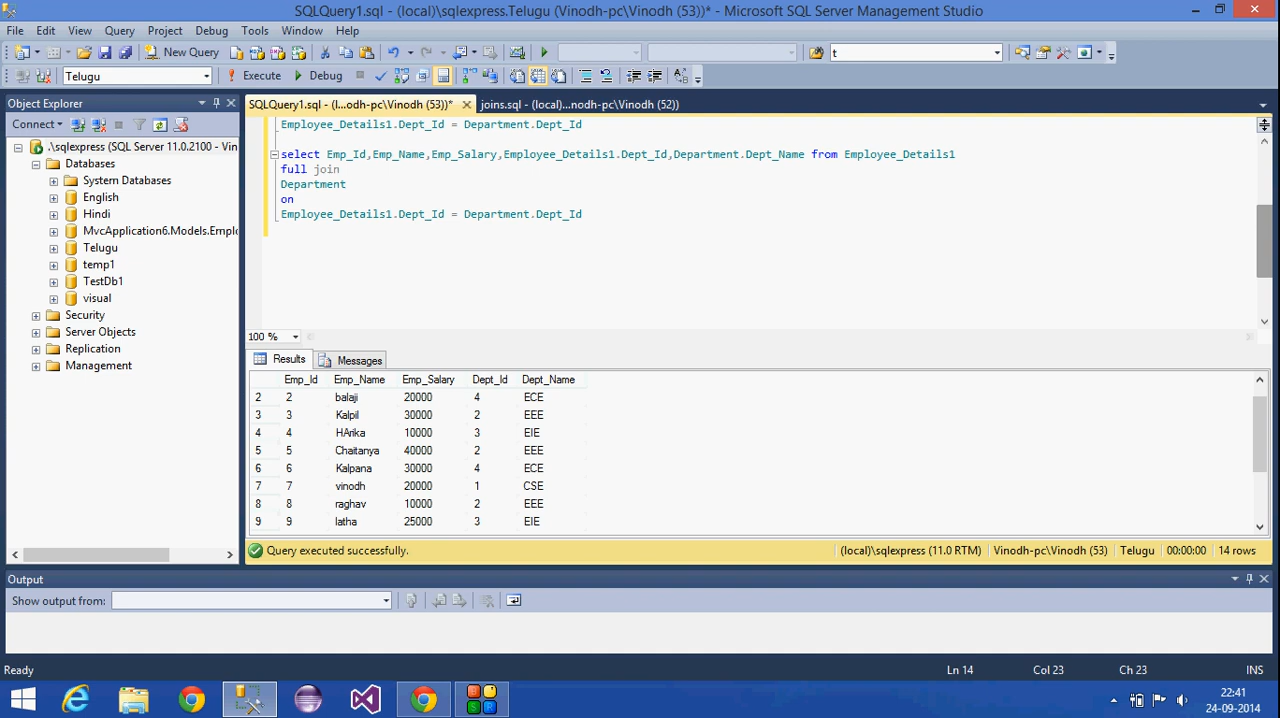 SQLQuery1.sql - (local)\sqlexpress.Telugu (Vinodh-pc\Vinodh (53))* - Microsoft SQL Server Management Studio
File Edit View Query Project Debug Tools Window Help
New Query t
Telugu Execute Debug
Object Explorer
SQLQuery1.sql - (l...odh-pc\Vinodh (53))* joins.sql - (local)...nodh-pc\Vinodh (52))
Connect
.\sqlexpress (SQL Server 11.0.2100 - Vin
Databases
System Databases
English
Hindi
MvcApplication6.Models.Emplo
Telugu
temp1
TestDb1
visual
Security
Server Objects
Replication
Management
Employee_Details1.Dept_Id = Department.Dept_Id
select Emp_Id,Emp_Name,Emp_Salary,Employee_Details1.Dept_Id,Department.Dept_Name from Employee_Details1
full join
Department
on
Employee_Details1.Dept_Id = Department.Dept_Id
100 %
Results Messages
Emp_Id Emp_Name Emp_Salary Dept_Id Dept_Name
2 2 balaji 20000 4 ECE
3 3 Kalpil 30000 2 EEE
4 4 HArika 10000 3 EIE
5 5 Chaitanya 40000 2 EEE
6 6 Kalpana 30000 4 ECE
7 7 vinodh 20000 1 CSE
8 8 raghav 10000 2 EEE
9 9 latha 25000 3 EIE
Query executed successfully. (local)\sqlexpress (11.0 RTM) Vinodh-pc\Vinodh (53) Telugu 00:00:00 14 rows
Output
Show output from:
Ready Ln 14 Col 23 Ch 23 INS
22:41
24-09-2014